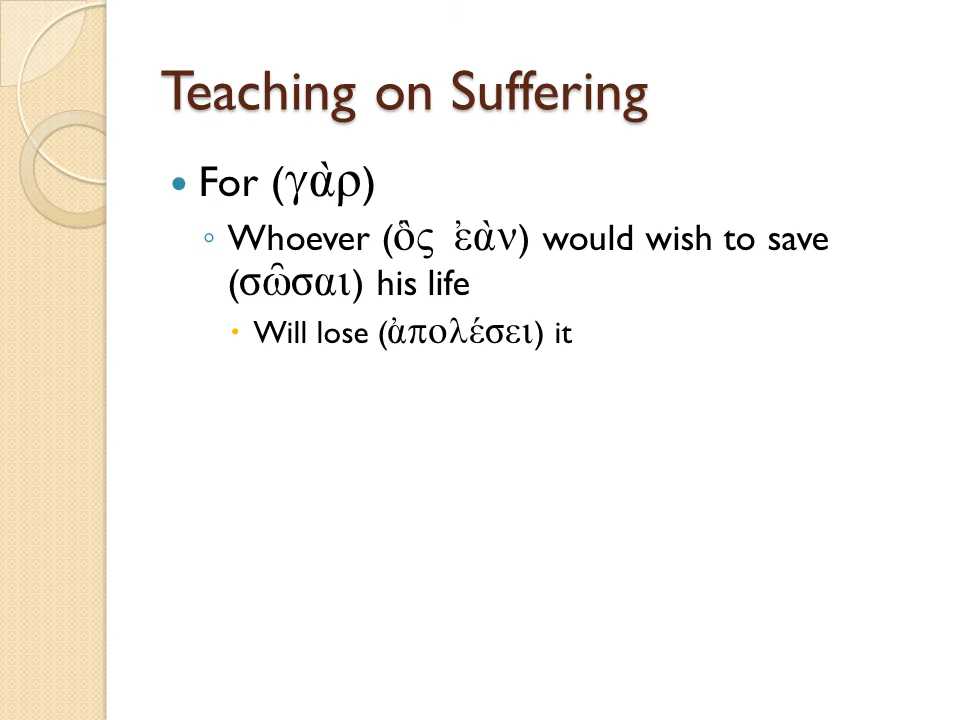 Teaching on Suffering
• For (γὰρ)
◦ Whoever (ὃς ἐὰν) would wish to save
(σῶσαι) his life
▪ Will lose (ἀπολέσει) it